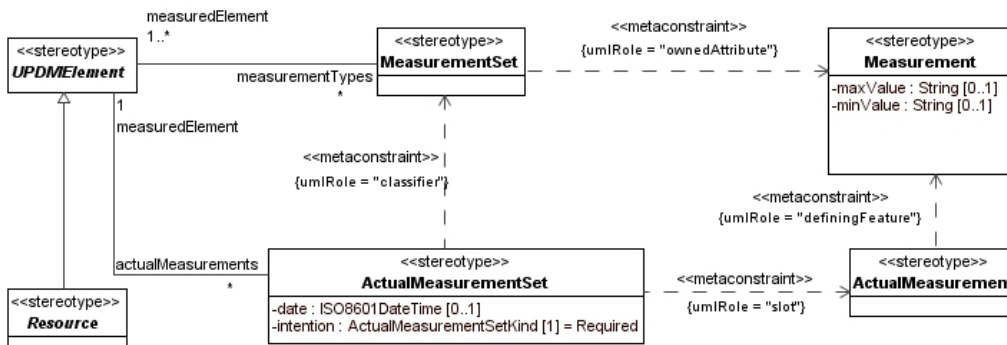 measuredElement
1..*
<<stereotype>>
UPDMElement
<<stereotype>>
MeasurementSet
<<metaconstraint>>
{umlRole = "ownedAttribute"}
<<stereotype>>
Measurement
-maxValue : String [0..1]
-minValue : String [0..1]
measurementTypes
*
1
measuredElement
<<metaconstraint>>
{umlRole = "classifier"}
<<metaconstraint>>
{umlRole = "definingFeature"}
actualMeasurements
*
<<stereotype>>
ActualMeasurementSet
-date : ISO8601DateTime [0..1]
-intention : ActualMeasurementSetKind [1] = Required
<<metaconstraint>>
{umlRole = "slot"}
<<stereotype>>
ActualMeasurement
<<stereotype>>
Resource